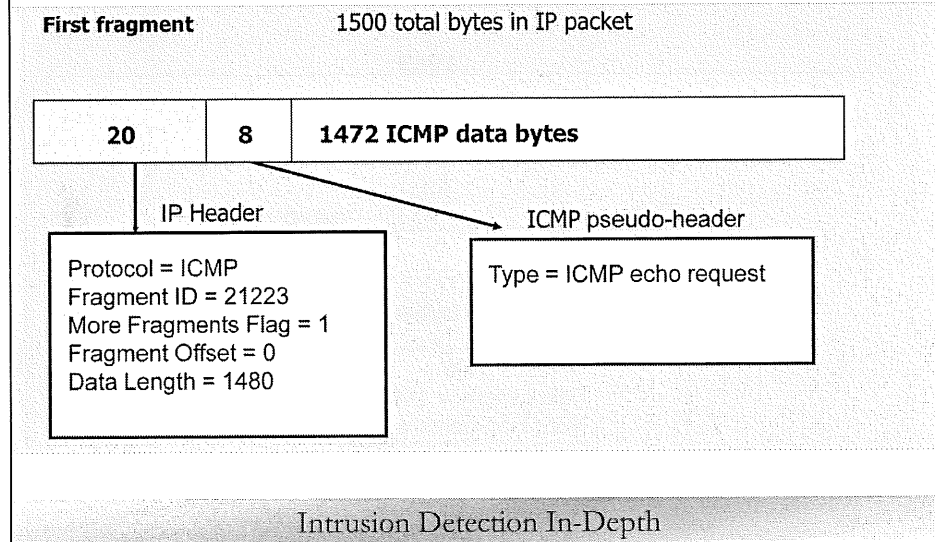 First fragment 1500 total bytes in IP packet
20 8 1472 ICMP data bytes
IP Header
Protocol = ICMP
Fragment ID = 21223
More Fragments Flag = 1
Fragment Offset = 0
Data Length = 1480
ICMP pseudo-header
Type = ICMP echo request
Intrusion Detection In-Depth